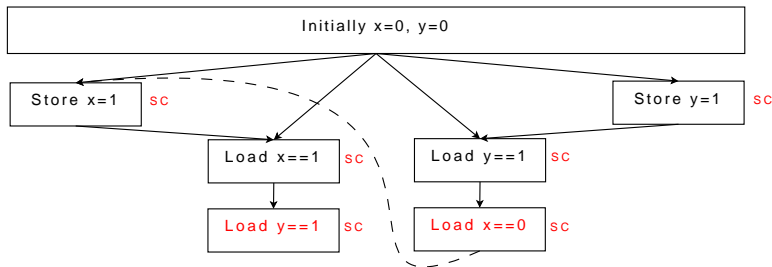 Initially x=0, y=0
Store x=1 sc
Store y=1 sc
Load x==1 sc
Load y==1 sc
Load y==1 sc
Load x==0 sc